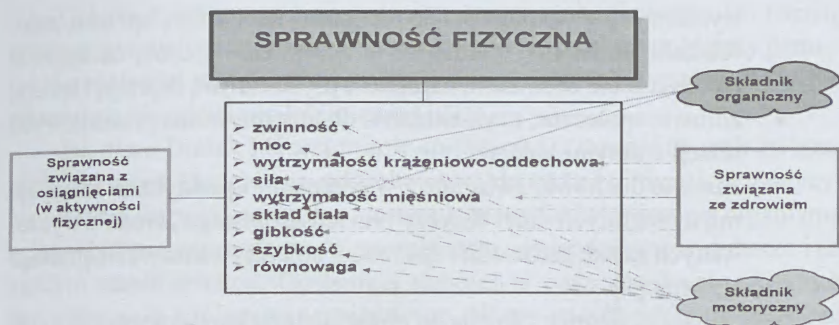 SPRAWNOŚĆ FIZYCZNA
Składnik
organiczny
➢ zwinność
➢ moc
➢ wytrzymałość krążeniowo-oddechowa
➢ siła
➢ wytrzymałość mięśniowa
➢ skład ciała
➢ gibkość
➢ szybkość
➢ równowaga
Sprawność
związana z
osiągnięciami
(w aktywności
fizycznej)
Sprawność
związana
ze zdrowiem
Składnik
motoryczny